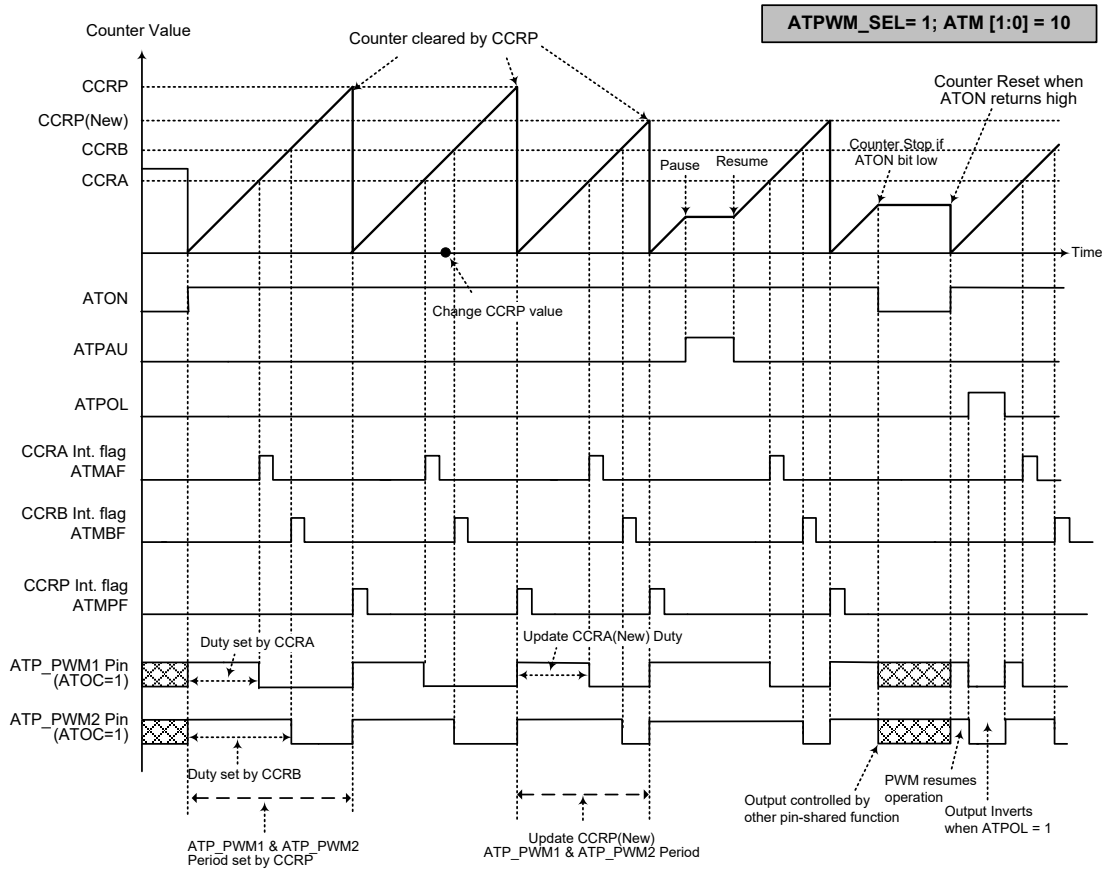 ATPWM_SEL= 1; ATM [1:0] = 10
Counter Value
Counter cleared by CCRP
CCRP
Counter Reset when
ATON returns high
CCRP(New)
CCRB
Counter Stop if
ATON bit low
Pause
Resume
CCRA
Time
ATON
Change CCRP value
ATPAU
ATPOL
CCRA Int. flag
ATMAF
CCRB Int. flag
ATMBF
CCRP Int. flag
ATMPF
Duty set by CCRA
Update CCRA(New) Duty
ATP_PWM1 Pin
(ATOC=1)
ATP_PWM2 Pin
(ATOC=1)
Duty set by CCRB
PWM resumes
operation
Output controlled by
other pin-shared function
Output Inverts
when ATPOL = 1
ATP_PWM1 & ATP_PWM2
Period set by CCRP
Update CCRP(New)
ATP_PWM1 & ATP_PWM2 Period